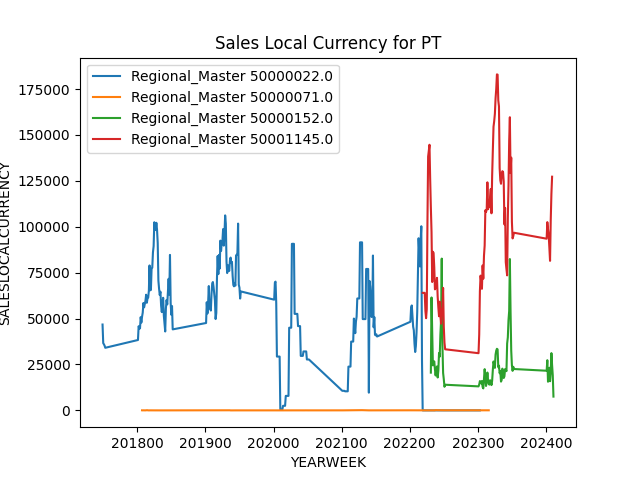 Sales Local Currency for PT
Regional_Master 50000022.0
Regional_Master 50000071.0
Regional_Master 50000152.0
Regional_Master 50001145.0
SALESLOCALCURRENCY
175000
150000
125000
100000
75000
50000
25000
0
201800 201900 202000 202100 202200 202300 202400
YEARWEEK